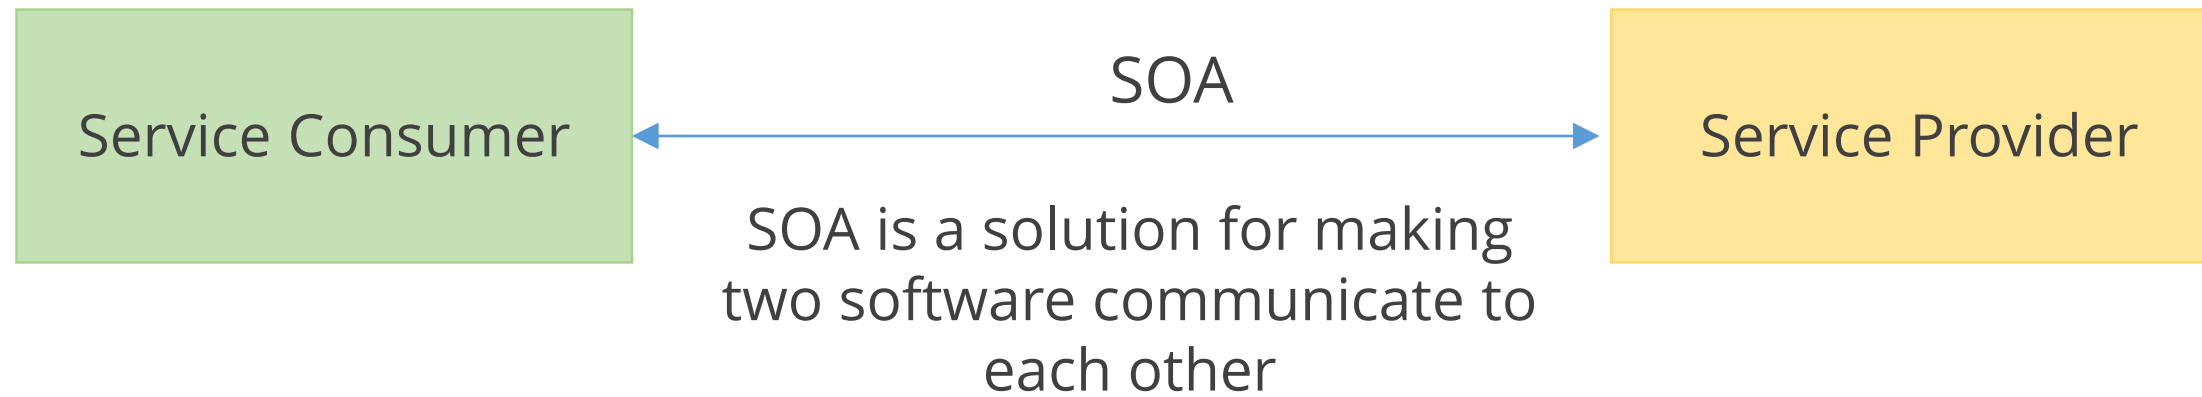 Service Consumer
SOA
Service Provider
SOA is a solution for making
two software communicate to
each other